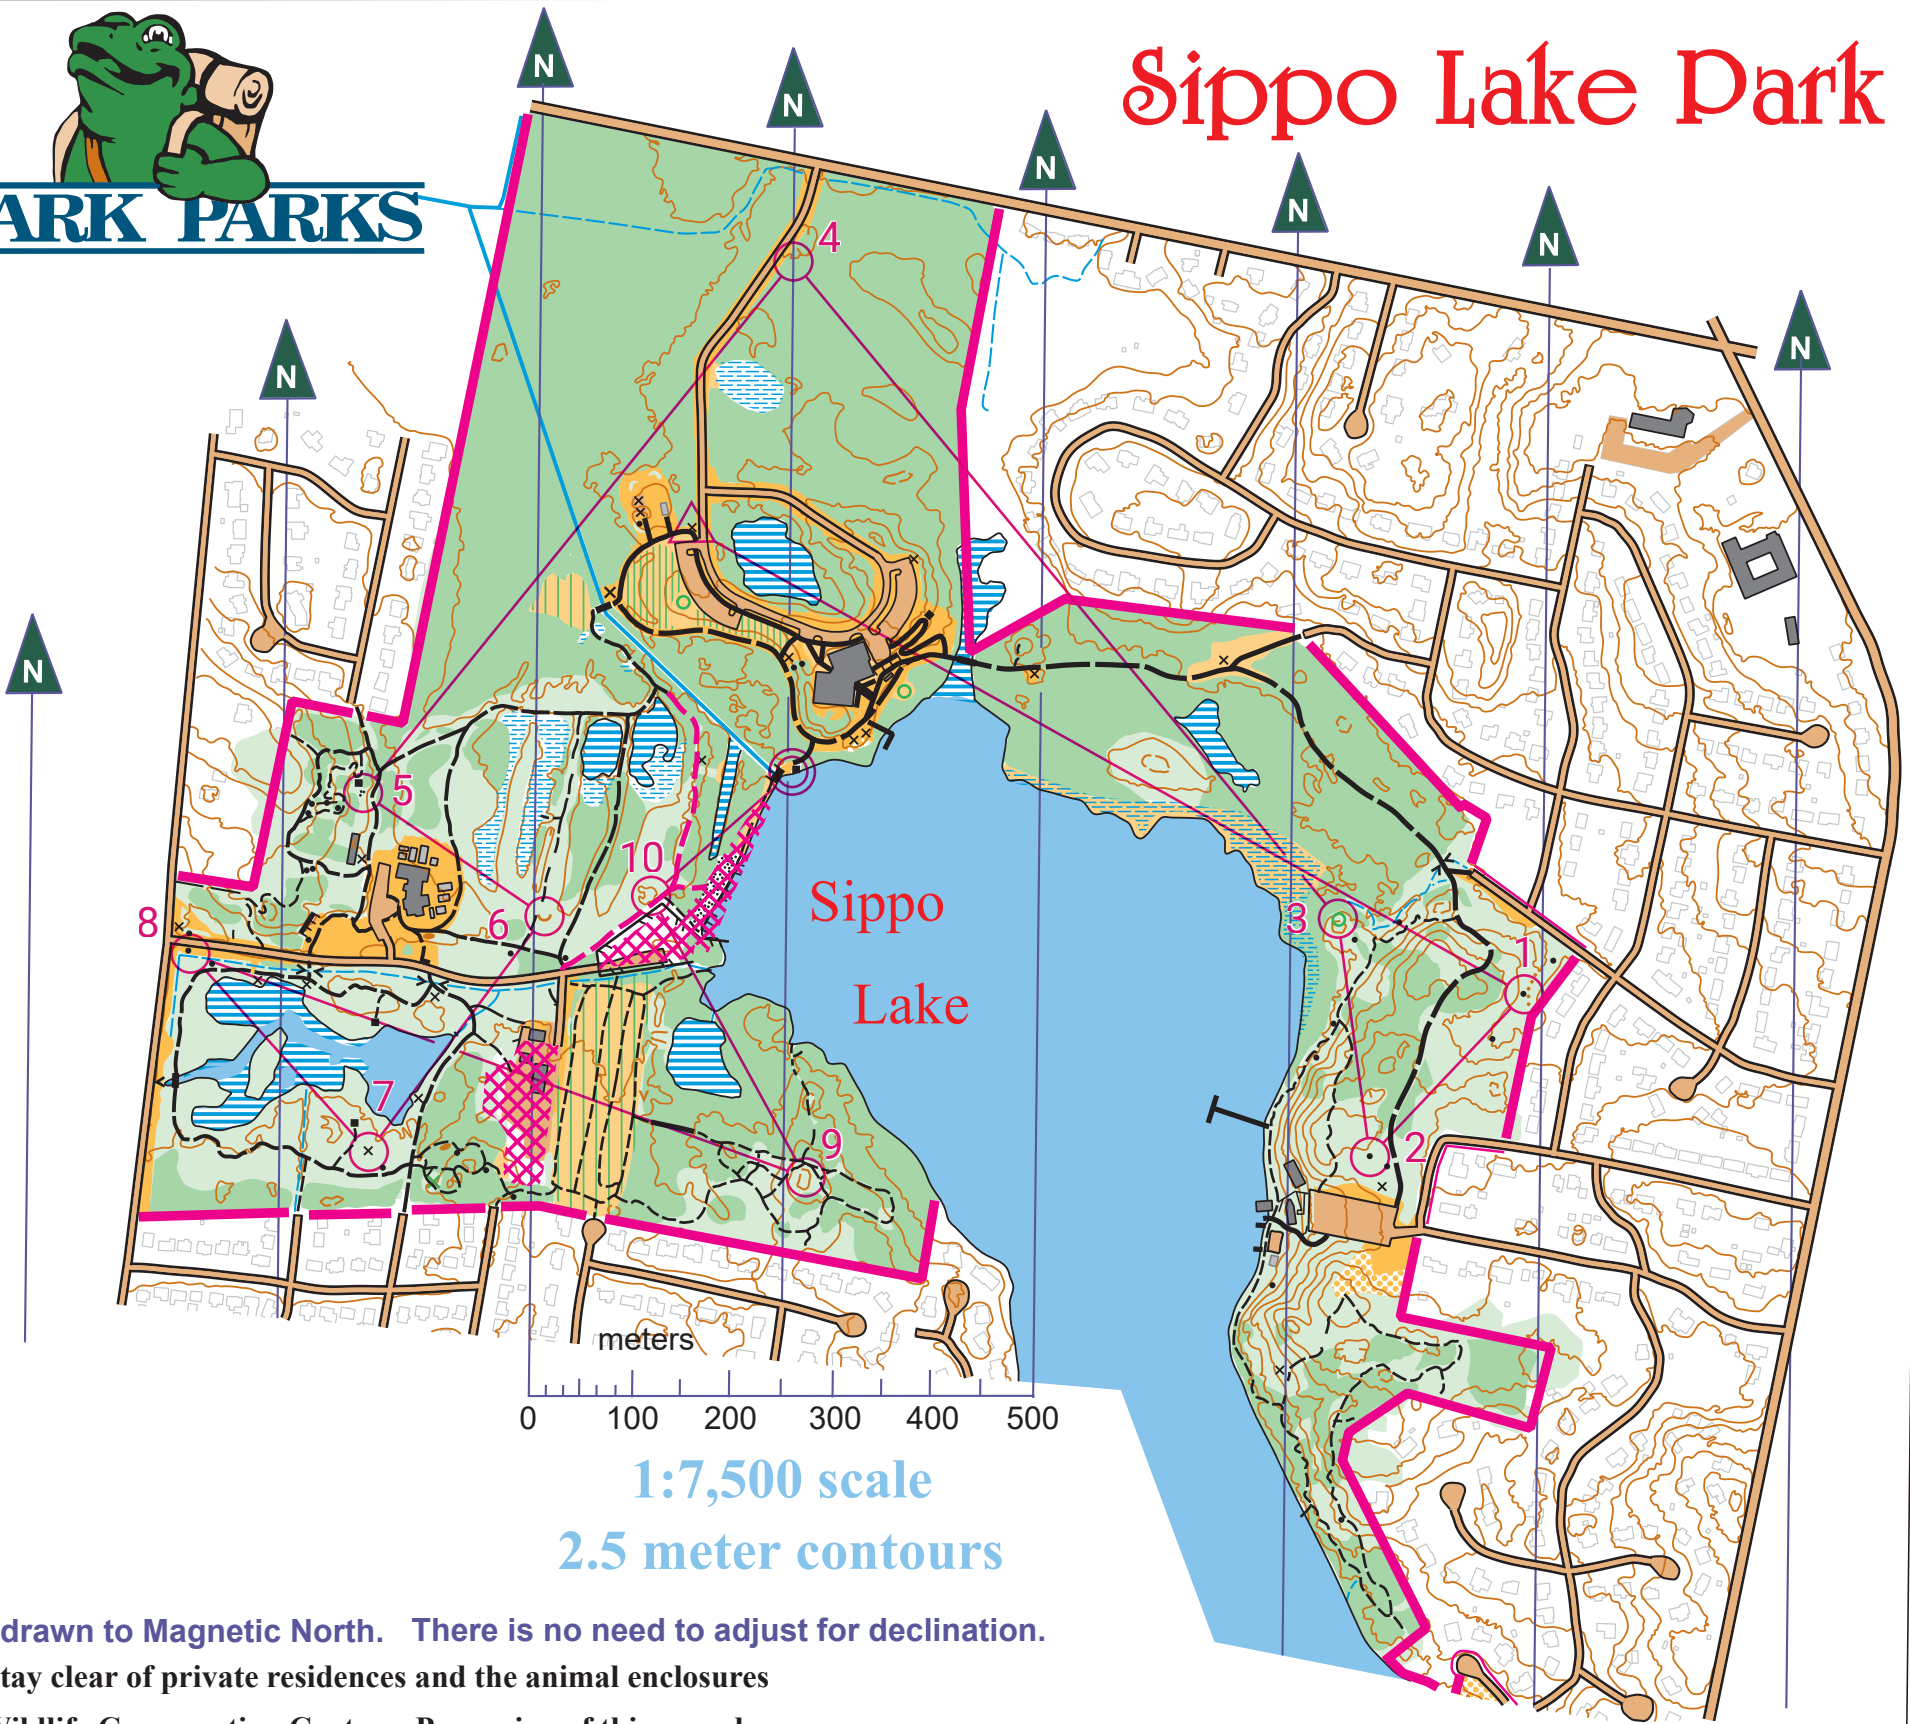 Sippo Lake Park
ARK PARKS
N
N
N
N
N
N
N
N
N
4
5
10
6
8
7
9
3
1
2
Sippo
Lake
meters
0 100 200 300 400 500
1:7,500 scale
2.5 meter contours
drawn to Magnetic North. There is no need to adjust for declination.
tay clear of private residences and the animal enclosures